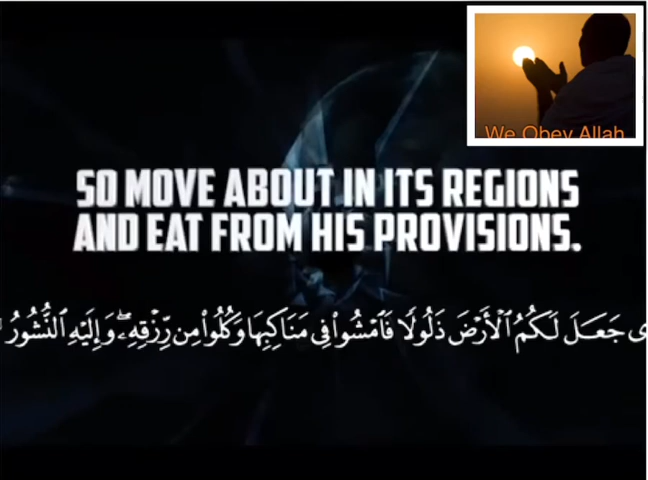 We Obey Allah
SO MOVE ABOUT IN ITS REGIONS
AND EAT FROM HIS PROVISIONS.
جَعَلَ لَكُمُ ٱلْأَرْضَ ذَلُولًا فَٱمْشُوا۟ فِى مَنَاكِبِهَا وَكُلُوا۟ مِن رِّزْقِهِۦ ۖ وَإِلَيْهِ ٱلنُّشُورُ